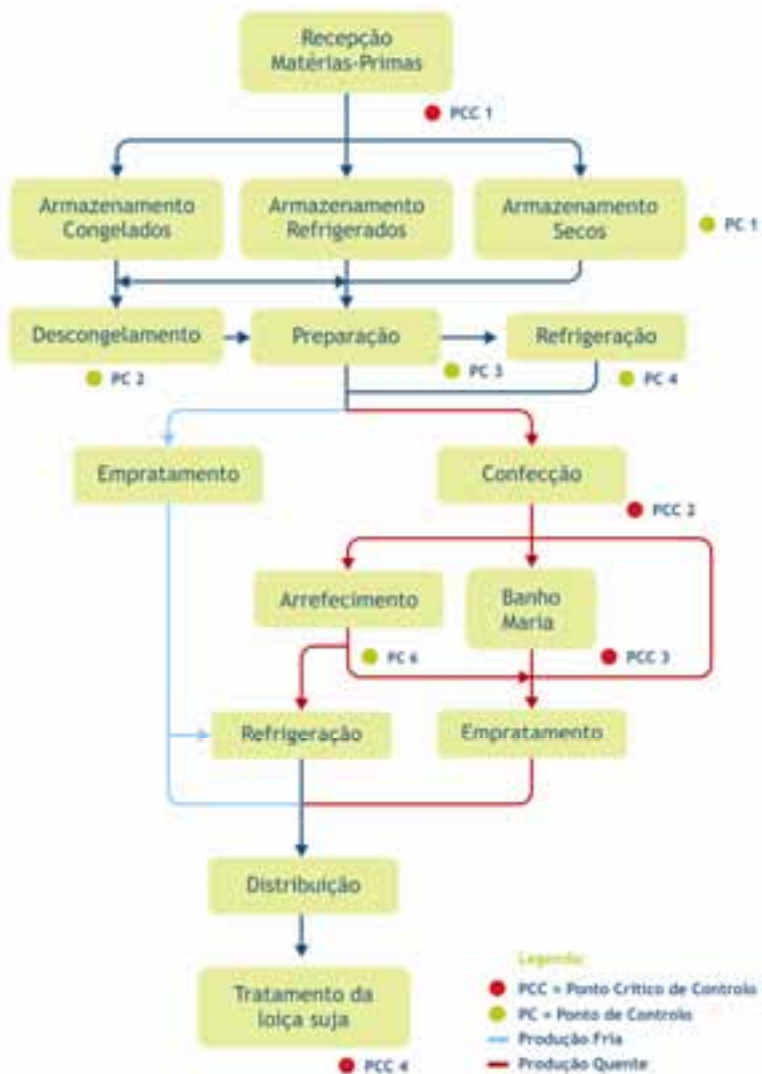 Recepção
Matérias-Primas
PCC 1
Armazenamento
Congelados
Armazenamento
Refrigerados
Armazenamento
Secos
PC 1
Descongelamento
Preparação
Refrigeração
PC 2
PC 3
PC 4
Empratamento
Confecção
PCC 2
Arrefecimento
Banho
Maria
PC 6
PCC 3
Refrigeração
Empratamento
Distribuição
Tratamento da
loiça suja
PCC 4
Legenda:
PCC = Ponto Crítico de Controlo
PC = Ponto de Controlo
Produção Fria
Produção Quente